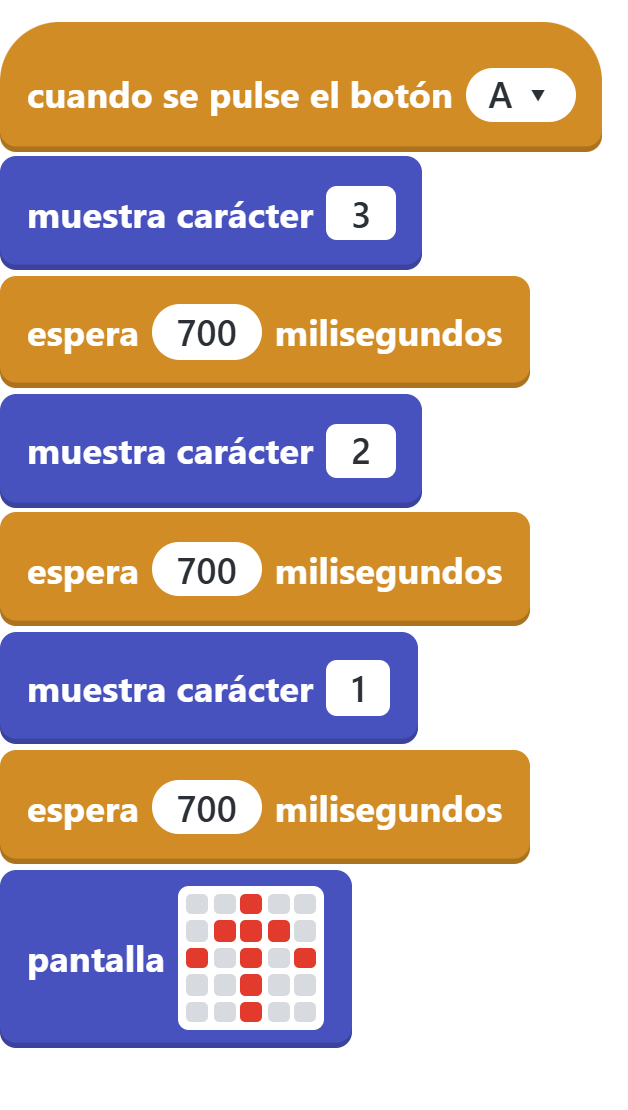 cuando se pulse el botón A
muestra carácter 3
espera 700 milisegundos
muestra carácter 2
espera 700 milisegundos
muestra carácter 1
espera 700 milisegundos
pantalla